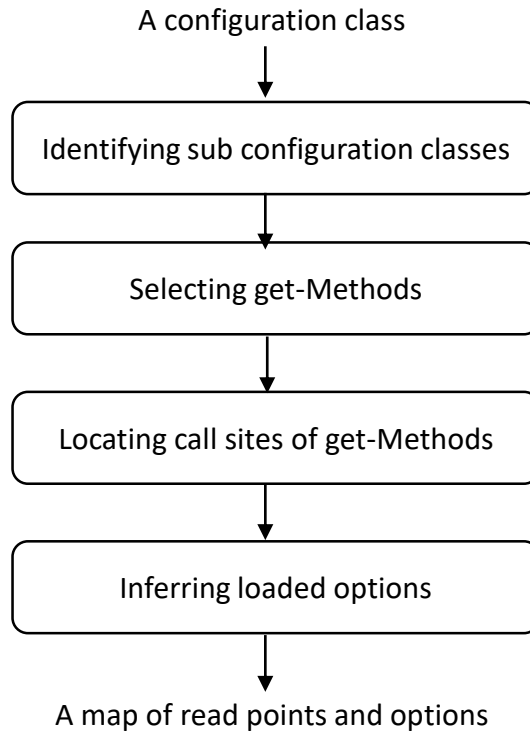 A configuration class
Identifying sub configuration classes
Selecting get-Methods
Locating call sites of get-Methods
Inferring loaded options
A map of read points and options